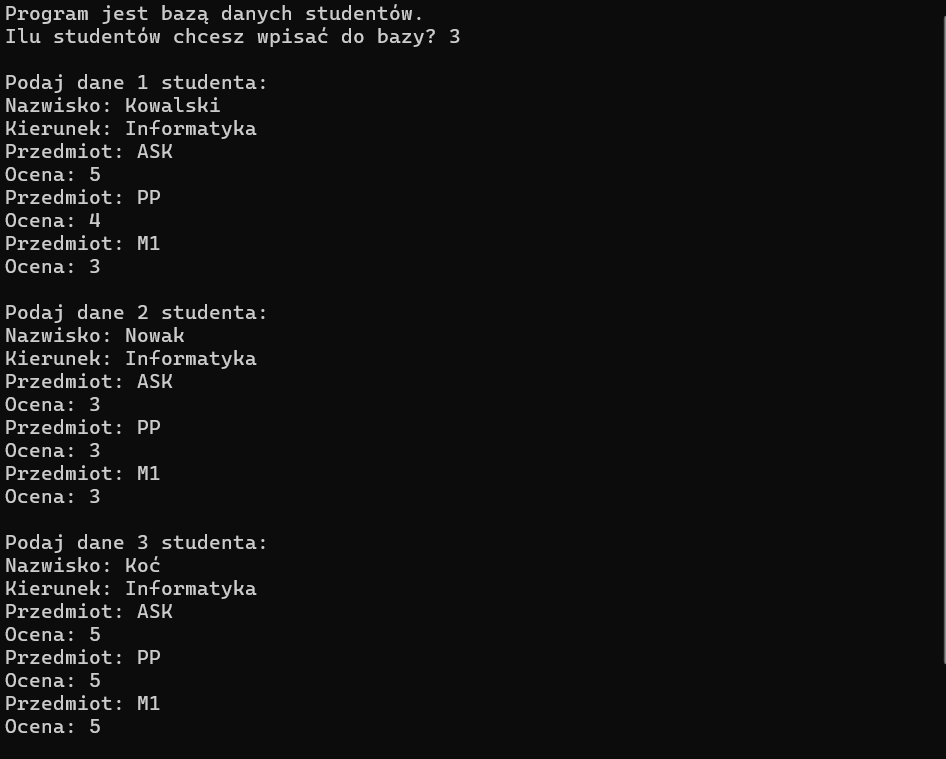 Program jest bazą danych studentów.
Ilu studentów chcesz wpisać do bazy? 3
Podaj dane 1 studenta:
Nazwisko: Kowalski
Kierunek: Informatyka
Przedmiot: ASK
Ocena: 5
Przedmiot: PP
Ocena: 4
Przedmiot: M1
Ocena: 3
Podaj dane 2 studenta:
Nazwisko: Nowak
Kierunek: Informatyka
Przedmiot: ASK
Ocena: 3
Przedmiot: PP
Ocena: 3
Przedmiot: M1
Ocena: 3
Podaj dane 3 studenta:
Nazwisko: Koć
Kierunek: Informatyka
Przedmiot: ASK
Ocena: 5
Przedmiot: PP
Ocena: 5
Przedmiot: M1
Ocena: 5